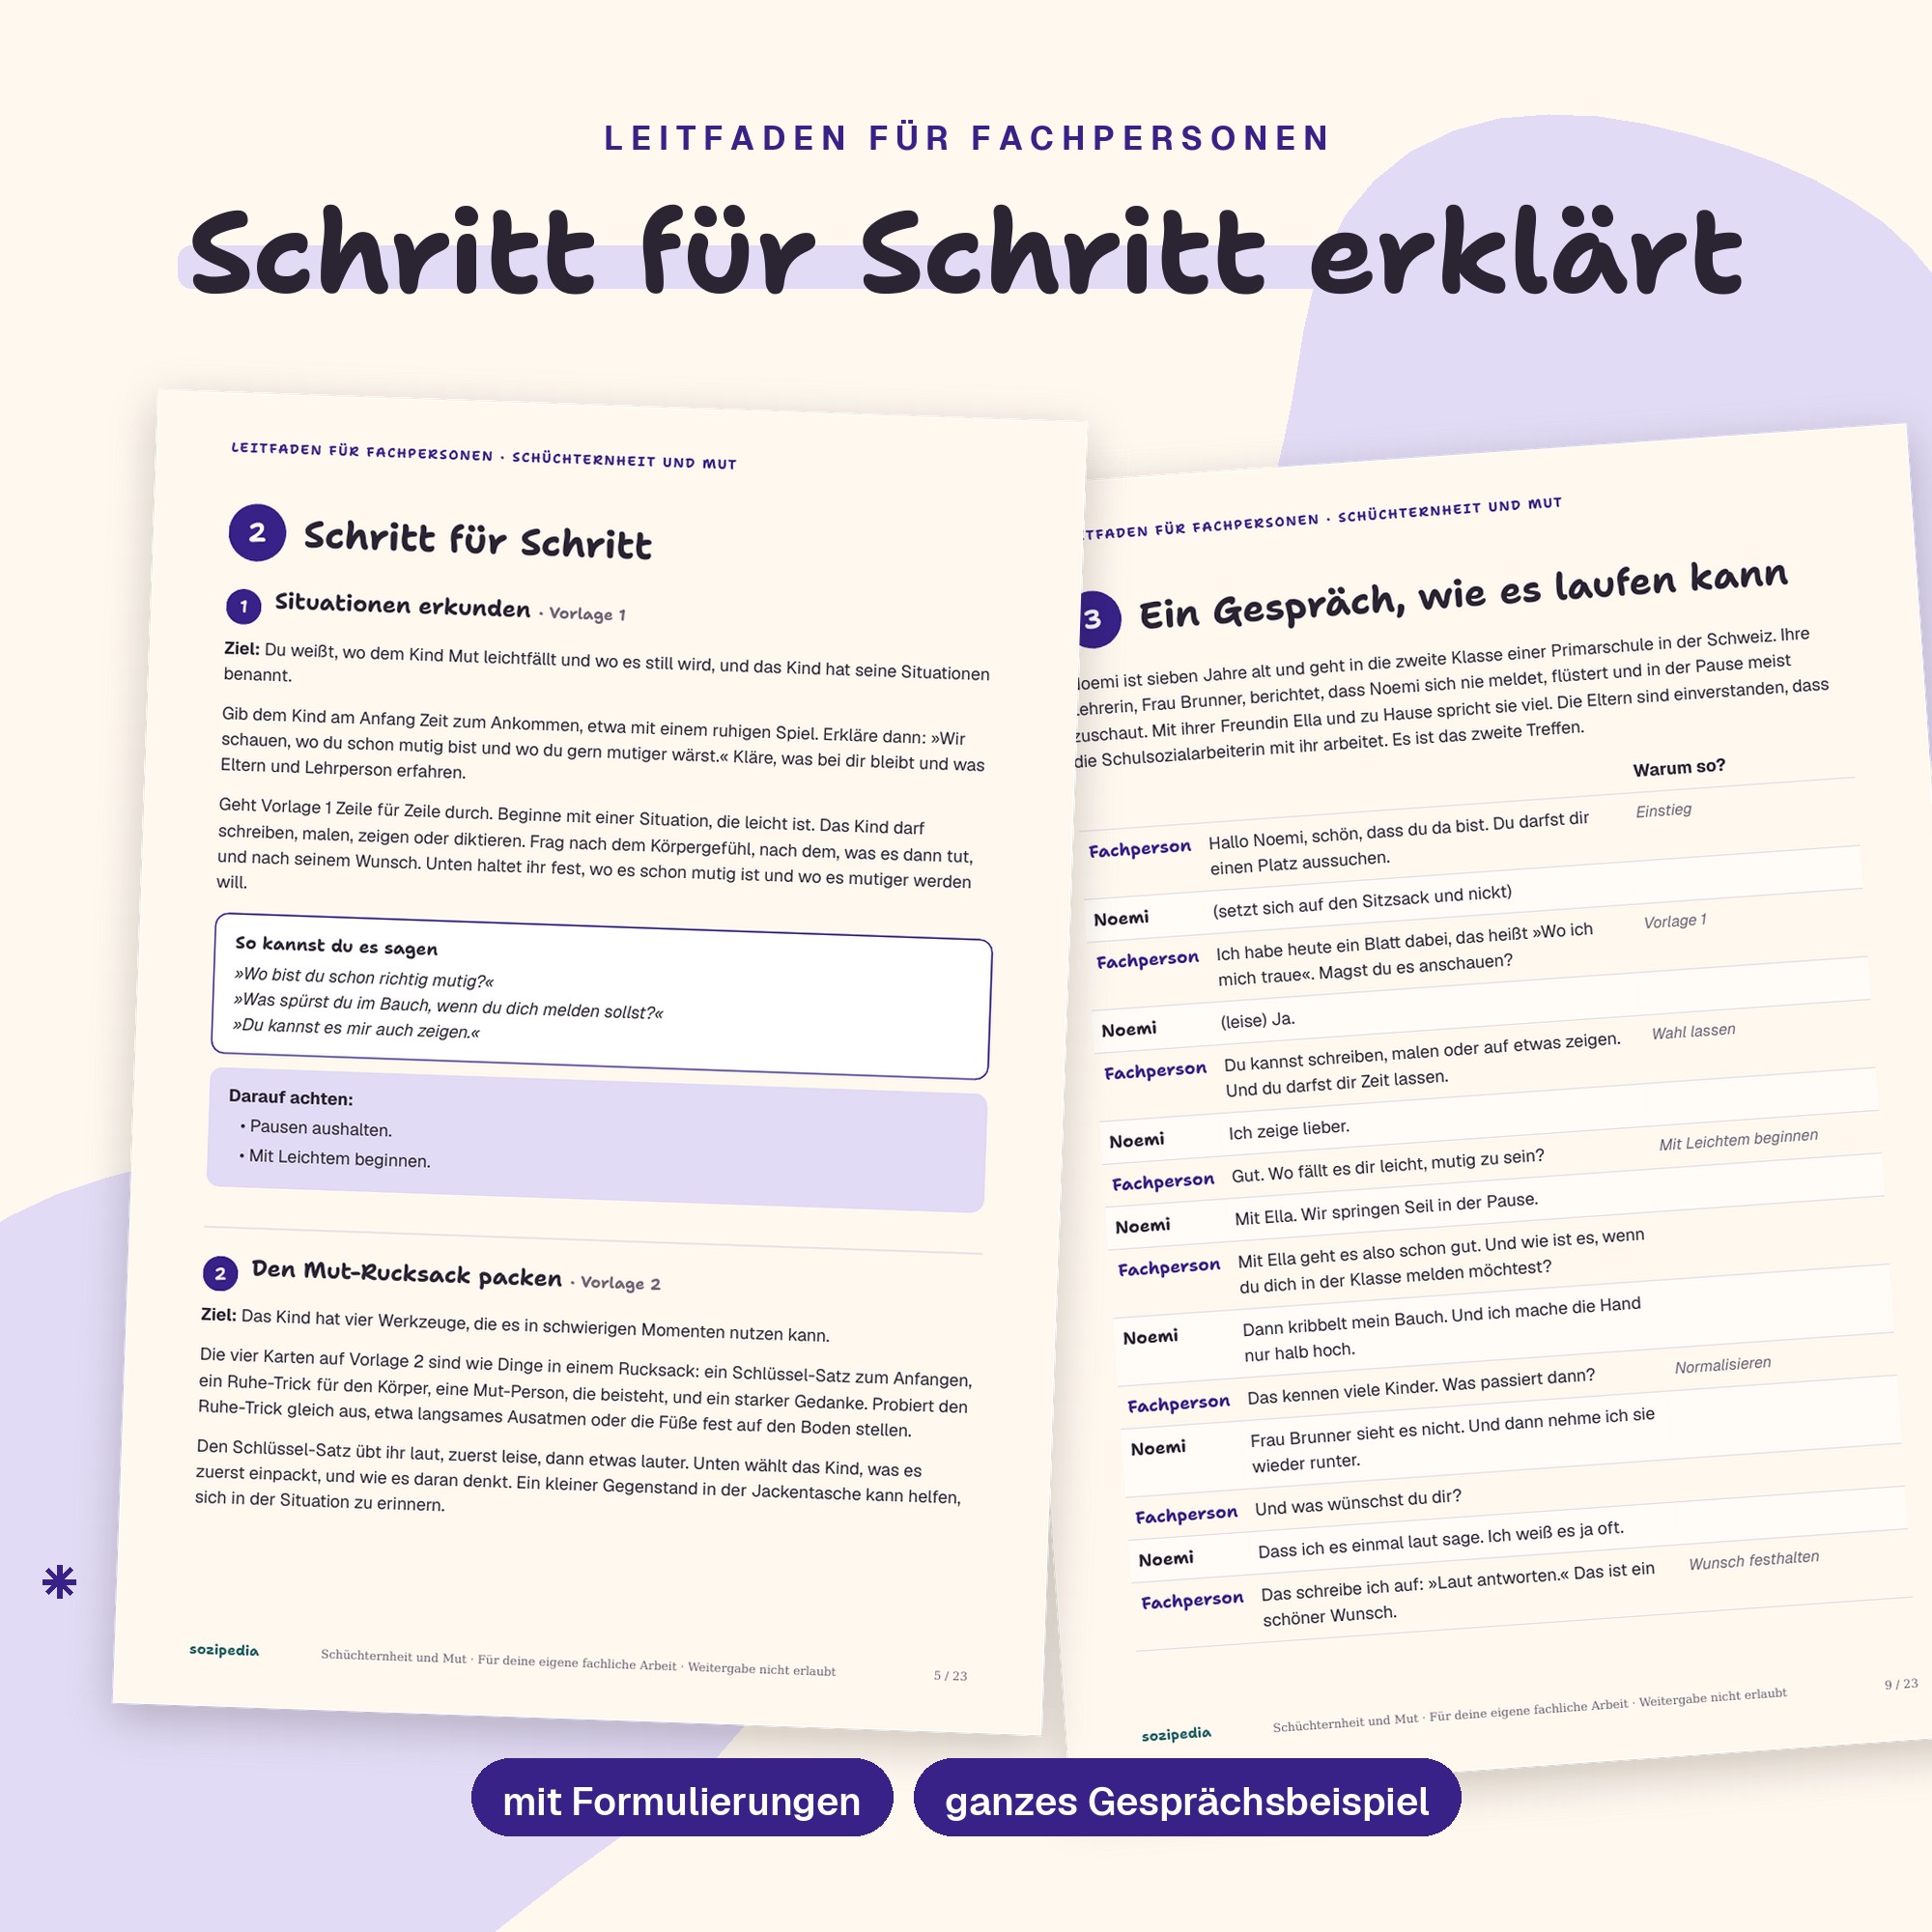 LEITFADEN FÜR FACHPERSONEN
Schritt für Schritt erklärt
LEITFADEN FÜR FACHPERSONEN · SCHÜCHTERNHEIT UND MUT
2 Schritt für Schritt
1 Situationen erkunden · Vorlage 1
Ziel: Du weißt, wo dem Kind Mut leichtfällt und wo es still wird, und das Kind hat seine Situationen
benannt.
Gib dem Kind am Anfang Zeit zum Ankommen, etwa mit einem ruhigen Spiel. Erkläre dann: »Wir
schauen, wo du schon mutig bist und wo du gern mutiger wärst.« Kläre, was bei dir bleibt und was
Eltern und Lehrperson erfahren.
Geht Vorlage 1 Zeile für Zeile durch. Beginne mit einer Situation, die leicht ist. Das Kind darf
schreiben, malen, zeigen oder diktieren. Frag nach dem Körpergefühl, nach dem, was es dann tut,
und nach seinem Wunsch. Unten haltet ihr fest, wo es schon mutig ist und wo es mutiger werden
will.
So kannst du es sagen
»Wo bist du schon richtig mutig?«
»Was spürst du im Bauch, wenn du dich melden sollst?«
»Du kannst es mir auch zeigen.«
Darauf achten:
• Pausen aushalten.
• Mit Leichtem beginnen.
2 Den Mut-Rucksack packen · Vorlage 2
Ziel: Das Kind hat vier Werkzeuge, die es in schwierigen Momenten nutzen kann.
Die vier Karten auf Vorlage 2 sind wie Dinge in einem Rucksack: ein Schlüssel-Satz zum Anfangen,
ein Ruhe-Trick für den Körper, eine Mut-Person, die beisteht, und ein starker Gedanke. Probiert den
Ruhe-Trick gleich aus, etwa langsames Ausatmen oder die Füße fest auf den Boden stellen.
Den Schlüssel-Satz übt ihr laut, zuerst leise, dann etwas lauter. Unten wählt das Kind, was es
zuerst einpackt, und wie es daran denkt. Ein kleiner Gegenstand in der Jackentasche kann helfen,
sich in der Situation zu erinnern.
sozipedia Schüchternheit und Mut · Für deine eigene fachliche Arbeit · Weitergabe nicht erlaubt 5 / 23
FÜR FACHPERSONEN · SCHÜCHTERNHEIT UND MUT
3 Ein Gespräch, wie es laufen kann
ist sieben Jahre alt und geht in die zweite Klasse einer Primarschule in der Schweiz. Ihre
Frau Brunner, berichtet, dass Noemi sich nie meldet, flüstert und in der Pause meist
zuschaut. Mit ihrer Freundin Ella und zu Hause spricht sie viel. Die Eltern sind einverstanden, dass
die Schulsozialarbeiterin mit ihr arbeitet. Es ist das zweite Treffen.
Warum so?
Fachperson Hallo Noemi, schön, dass du da bist. Du darfst dir Einstieg
einen Platz aussuchen.
Noemi (setzt sich auf den Sitzsack und nickt)
Fachperson Ich habe heute ein Blatt dabei, das heißt »Wo ich Vorlage 1
mich traue«. Magst du es anschauen?
Noemi (leise) Ja.
Fachperson Du kannst schreiben, malen oder auf etwas zeigen. Wahl lassen
Und du darfst dir Zeit lassen.
Noemi Ich zeige lieber.
Fachperson Gut. Wo fällt es dir leicht, mutig zu sein? Mit Leichtem beginnen
Noemi Mit Ella. Wir springen Seil in der Pause.
Fachperson Mit Ella geht es also schon gut. Und wie ist es, wenn
du dich in der Klasse melden möchtest?
Noemi Dann kribbelt mein Bauch. Und ich mache die Hand
nur halb hoch.
Fachperson Das kennen viele Kinder. Was passiert dann? Normalisieren
Noemi Frau Brunner sieht es nicht. Und dann nehme ich sie
wieder runter.
Fachperson Und was wünschst du dir?
Noemi Dass ich es einmal laut sage. Ich weiß es ja oft.
Fachperson Das schreibe ich auf: »Laut antworten.« Das ist ein Wunsch festhalten
schöner Wunsch.
sozipedia Schüchternheit und Mut · Für deine eigene fachliche Arbeit · Weitergabe nicht erlaubt 9 / 23
mit Formulierungen
ganzes Gesprächsbeispiel